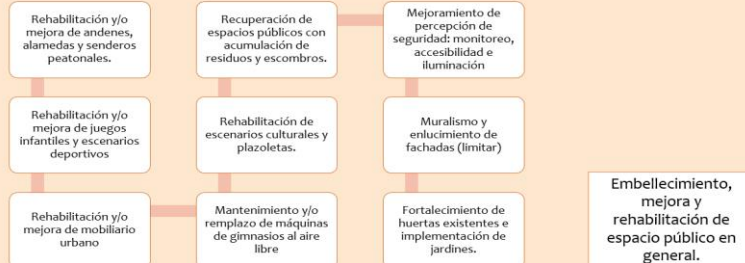 Rehabilitación y/o
mejora de andenes,
alamedas y senderos
peatonales.
Rehabilitación y/o
mejora de juegos
infantiles y escenarios
deportivos
Rehabilitación y/o
mejora de mobiliario
urbano
Mantenimiento y/o
remplazo de máquinas
de gimnasios al aire
libre
Rehabilitación de
escenarios culturales y
plazoletas.
Recuperación de
espacios públicos con
acumulación de
residuos y escombros.
Mejoramiento de
percepción de
seguridad: monitoreo,
accesibilidad e
iluminación
Muralismo y
enlucimiento de
fachadas (limitar)
Fortalecimiento de
huertas existentes e
implementación de
jardines.
Embellecimiento,
mejora y
rehabilitación de
espacio público en
general.